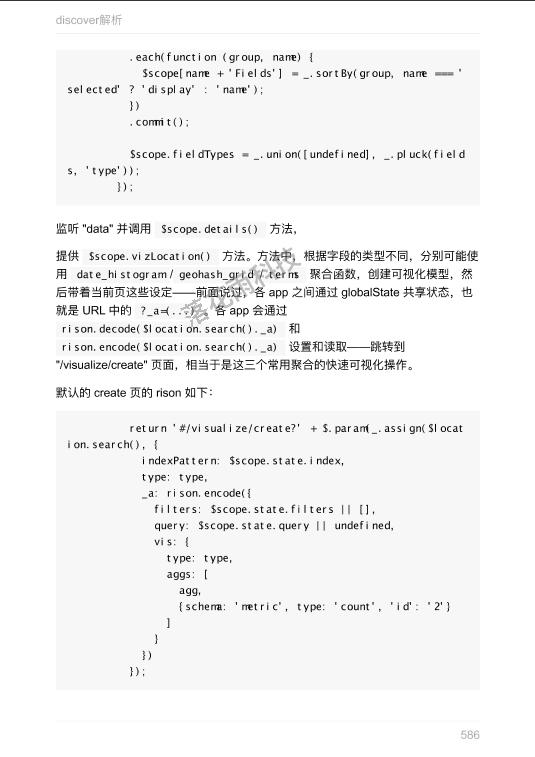 discover解析
.each(function (group, name) {
$scope[name + 'Fields'] = _.sortBy(group, name === '
selected' ? 'display' : 'name');
})
.commit();
$scope.fieldTypes = _.union([undefined], _.pluck(field
s, 'type'));
});
监听 "data" 并调用 $scope.details() 方法，
提供 $scope.vizLocation() 方法。方法中，根据字段的类型不同，分别可能使
用 date_histogram / geohash_grid / terms 聚合函数，创建可视化模型，然
后带着当前页这些设定——前面说过，各 app 之间通过 globalState 共享状态，也
就是 URL 中的 ?_a=(...) 。各 app 会通过
rison.decode($location.search()._a) 和
rison.encode($location.search()._a) 设置和读取——跳转到
"/visualize/create" 页面，相当于是这三个常用聚合的快速可视化操作。
默认的 create 页的 rison 如下：
return '#/visualize/create?' + $.param(_.assign($locat
ion.search(), {
indexPattern: $scope.state.index,
type: type,
_a: rison.encode({
filters: $scope.state.filters || [],
query: $scope.state.query || undefined,
vis: {
type: type,
aggs: [
agg,
{schema: 'metric', type: 'count', 'id': '2'}
]
}
})
});
落花雨科技
586